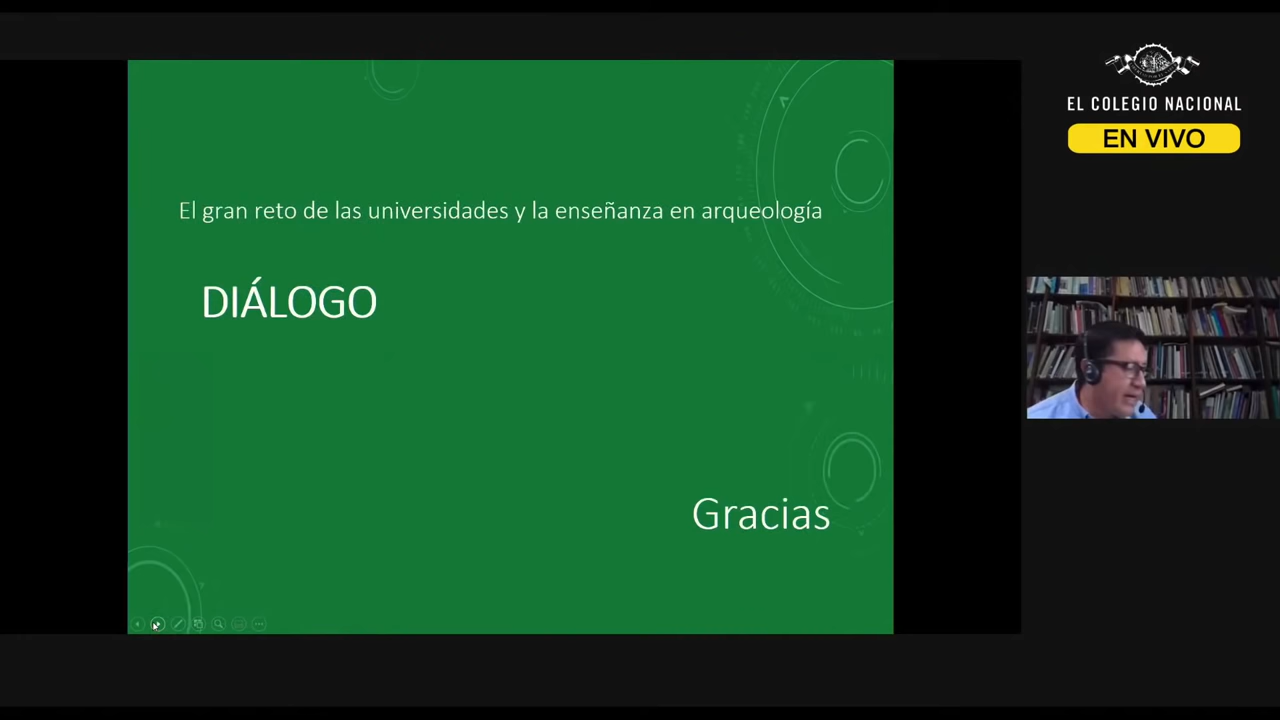 El gran reto de las universidades y la enseñanza en arqueología
DIÁLOGO
Gracias
EL COLEGIO NACIONAL
EN VIVO